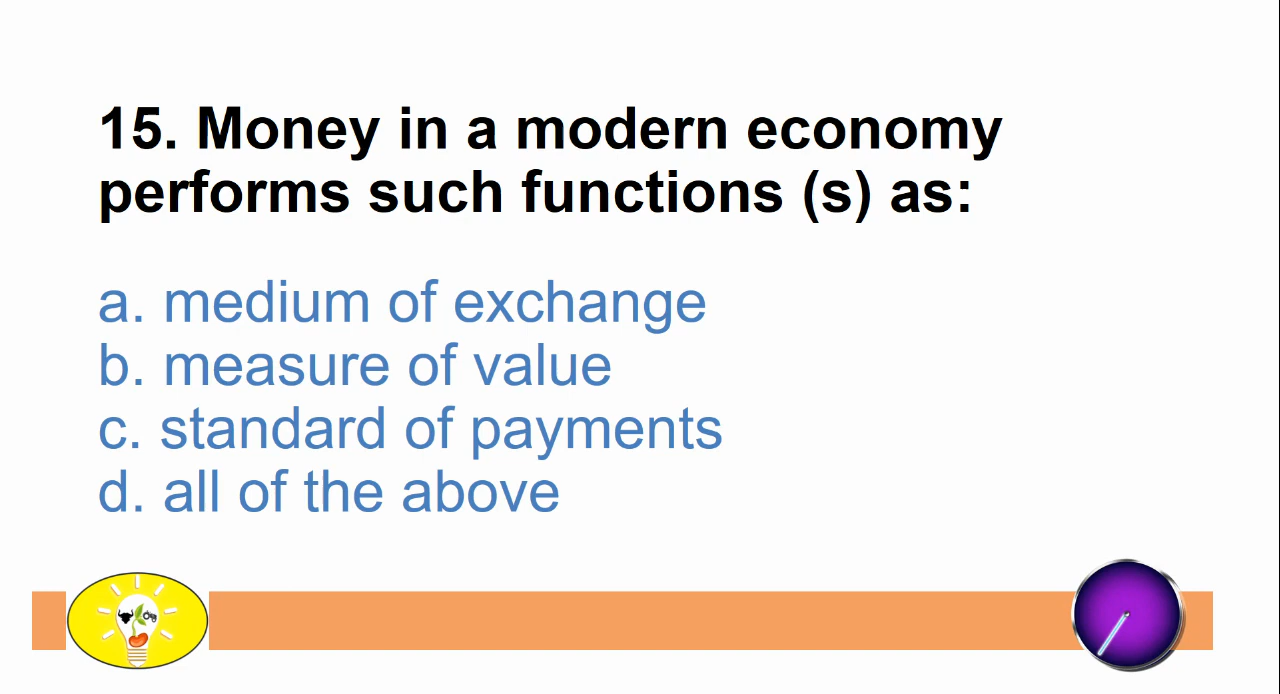 15. Money in a modern economy
performs such functions (s) as:
a. medium of exchange
b. measure of value
c. standard of payments
d. all of the above